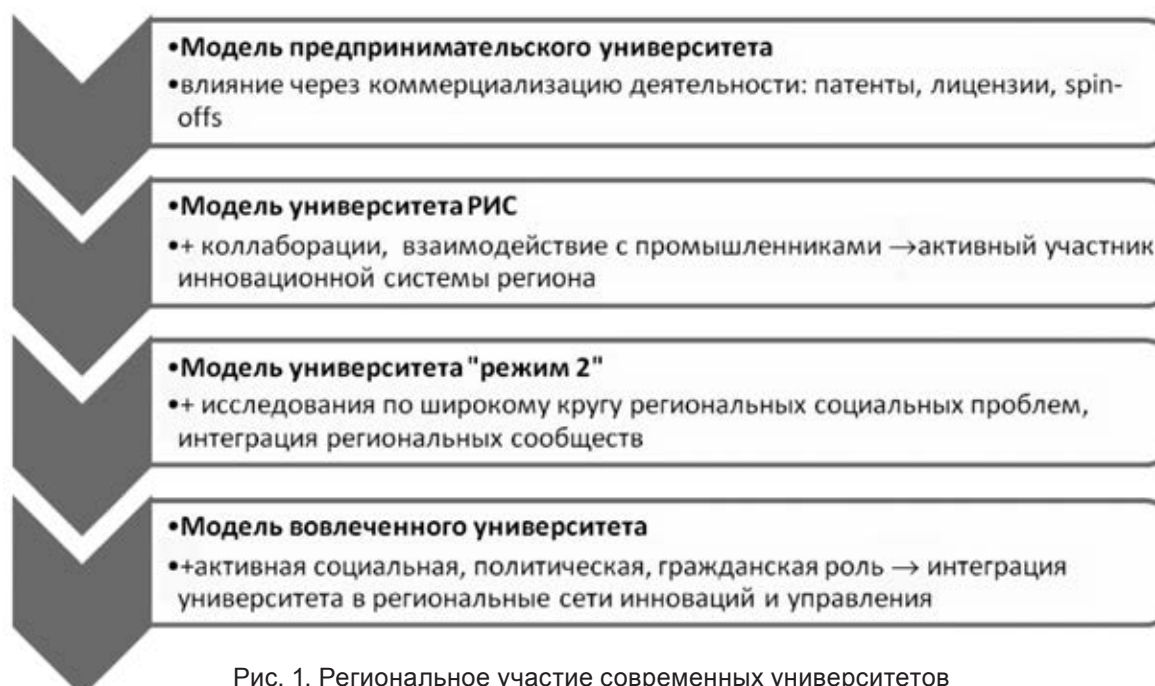 •Модель предпринимательского университета
•влияние через коммерциализацию деятельности: патенты, лицензии, spin-
offs
•Модель университета РИС
•+ коллаборации, взаимодействие с промышленниками →активный участник
инновационной системы региона
•Модель университета "режим 2"
•+ исследования по широкому кругу региональных социальных проблем,
интеграция региональных сообществ
•Модель вовлеченного университета
•+активная социальная, политическая, гражданская роль → интеграция
университета в региональные сети инноваций и управления
Рис. 1. Региональное участие современных университетов